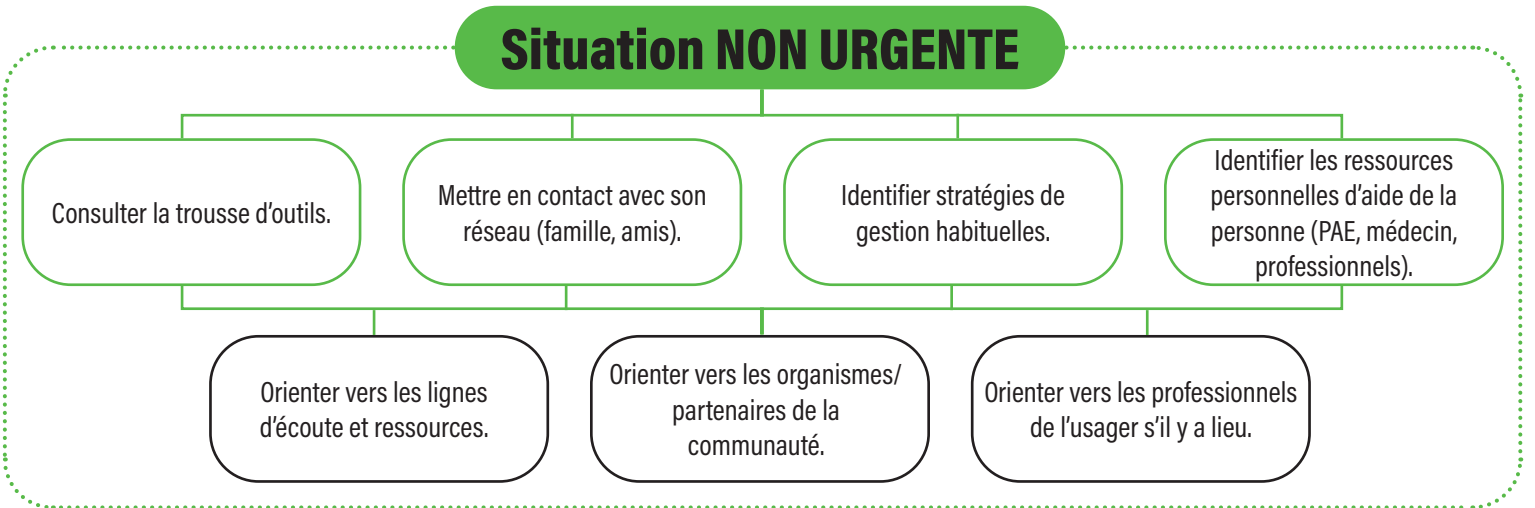 Situation NON URGENTE
Consulter la trousse d'outils.
Mettre en contact avec son
réseau (famille, amis).
Identifier stratégies de
gestion habituelles.
Identifier les ressources
personnelles d'aide de la
personne (PAE, médecin,
professionnels).
Orienter vers les lignes
d'écoute et ressources.
Orienter vers les organismes/
partenaires de la
communauté.
Orienter vers les professionnels
de l'usager s'il y a lieu.